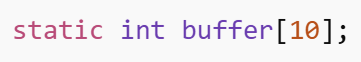 static int buffer[10];